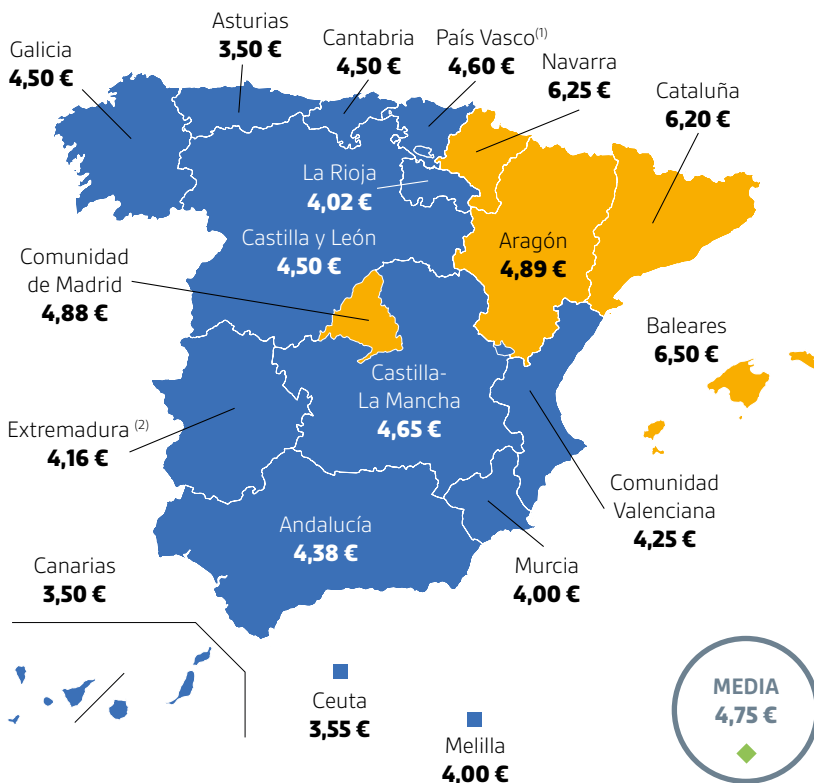 Asturias
3,50 €
Cantabria
4,50 €
País Vasco(1)
4,60 €
Galicia
4,50 €
Navarra
6,25 €
Cataluña
6,20 €
La Rioja
4,02 €
Castilla y León
4,50 €
Aragón
4,89 €
Comunidad
de Madrid
4,88 €
Baleares
6,50 €
Castilla-
La Mancha
4,65 €
Extremadura (2)
4,16 €
Comunidad
Valenciana
4,25 €
Andalucía
4,38 €
Murcia
4,00 €
Canarias
3,50 €
Ceuta
3,55 €
Melilla
4,00 €
MEDIA
4,75 €